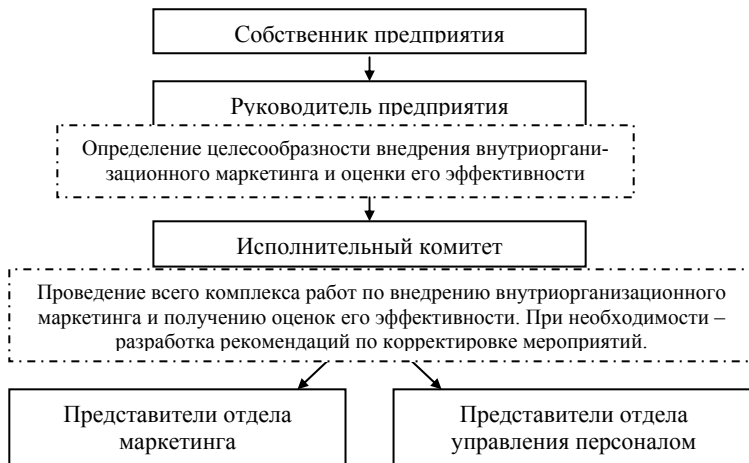 Собственник предприятия
Руководитель предприятия
Определение целесообразности внедрения внутриоргани-
зационного маркетинга и оценки его эффективности
Исполнительный комитет
Проведение всего комплекса работ по внедрению внутриорганизационного
маркетинга и получению оценок его эффективности. При необходимости –
разработка рекомендаций по корректировке мероприятий.
Представители отдела
маркетинга
Представители отдела
управления персоналом